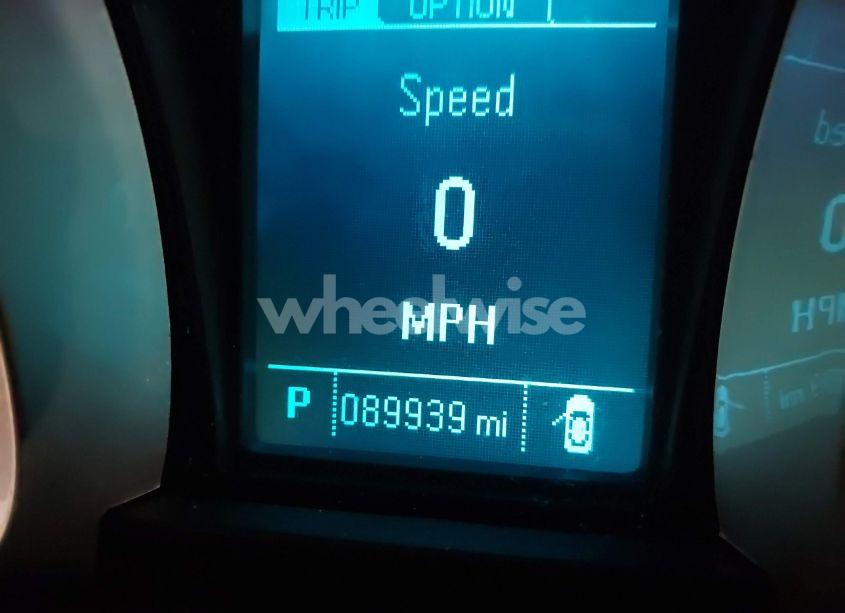 TRIP OPTION
Speed
0
MPH
wheelwise
P 089939 mi